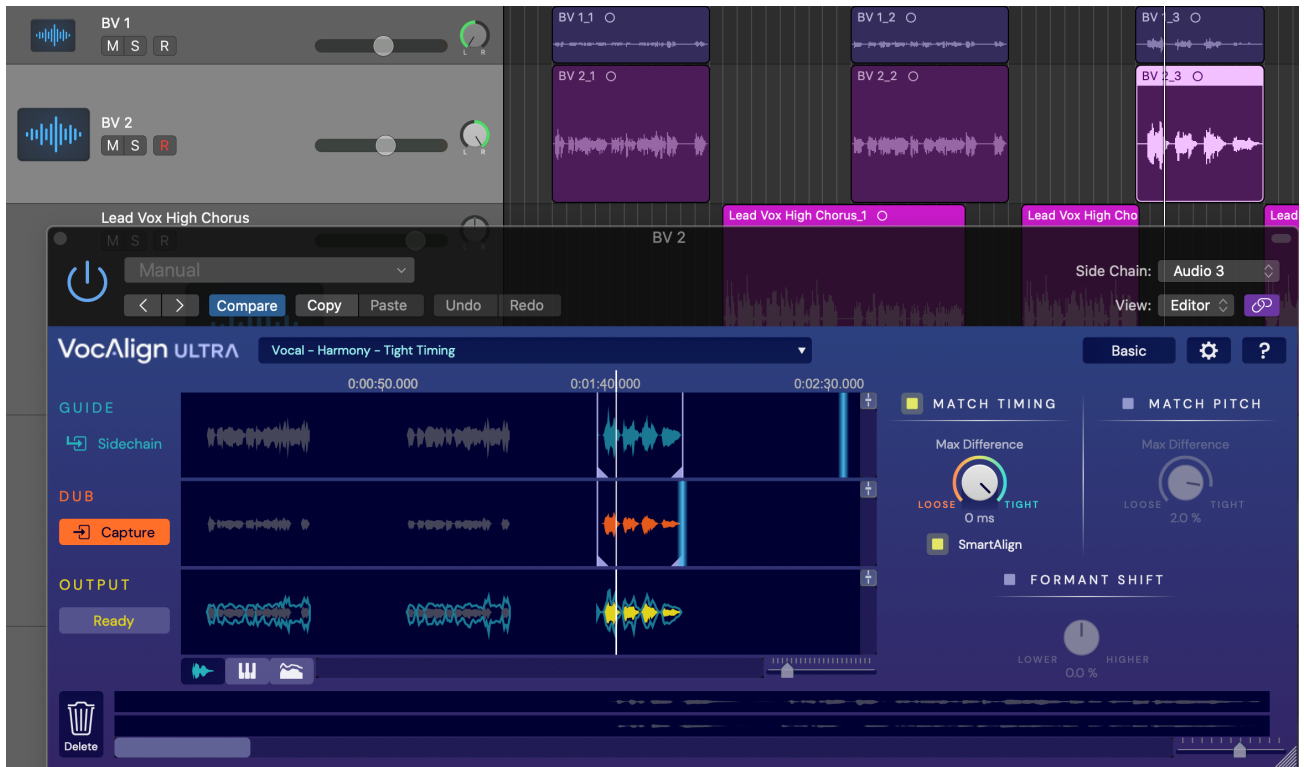 BV 1
M S R
L R
BV 1_1
BV 1_2
BV 1_3
BV 2
M S R
L R
BV 2_1
BV 2_2
BV 2_3
Lead Vox High Chorus
M S R
Lead Vox High Chorus_1
Lead Vox High Cho
Lead
BV 2
Manual
Side Chain: Audio 3
Compare Copy Paste Undo Redo
View: Editor
VocAlign ULTRA
Vocal - Harmony - Tight Timing
Basic
?
0:00:50.000 0:01:40.000 0:02:30.000
GUIDE
Sidechain
DUB
Capture
OUTPUT
Ready
MATCH TIMING
Max Difference
LOOSE TIGHT
0 ms
SmartAlign
MATCH PITCH
Max Difference
LOOSE TIGHT
2.0 %
FORMANT SHIFT
LOWER HIGHER
0.0 %
Delete